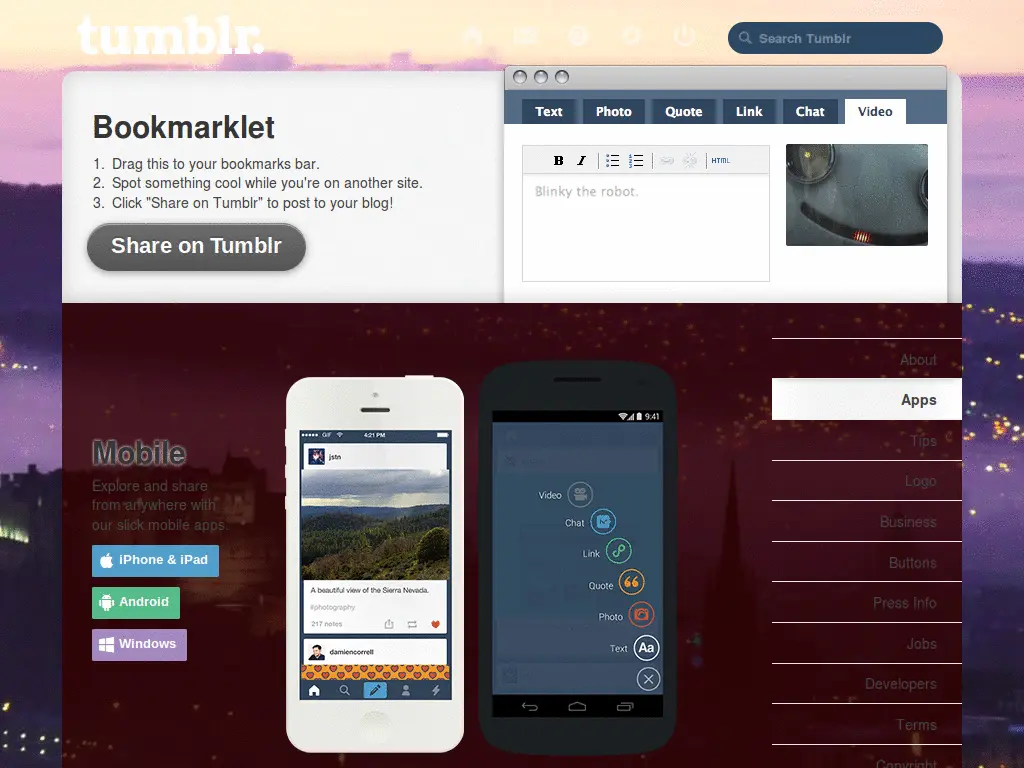 tumblr.
Search Tumblr
Bookmarklet
1. Drag this to your bookmarks bar.
2. Spot something cool while you're on another site.
3. Click "Share on Tumblr" to post to your blog!
Share on Tumblr
Text Photo Quote Link Chat Video
B I HTML
Blinky the robot.
Mobile
Explore and share
from anywhere with
our slick mobile apps.
iPhone & iPad
Android
Windows
GIF 4:21 PM
jstn
A beautiful view of the Sierra Nevada.
#photography
217 notes
damiencorrell
9:41
Video
Chat
Link
Quote
Photo
Text Aa
About
Apps
Tips
Logo
Business
Buttons
Press Info
Jobs
Developers
Terms
Copyright